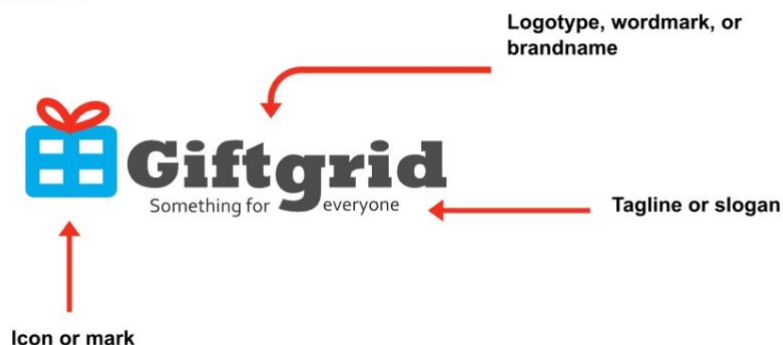 Logotype, wordmark, or
brandname
Giftgrid
Something for everyone
Tagline or slogan
Icon or mark